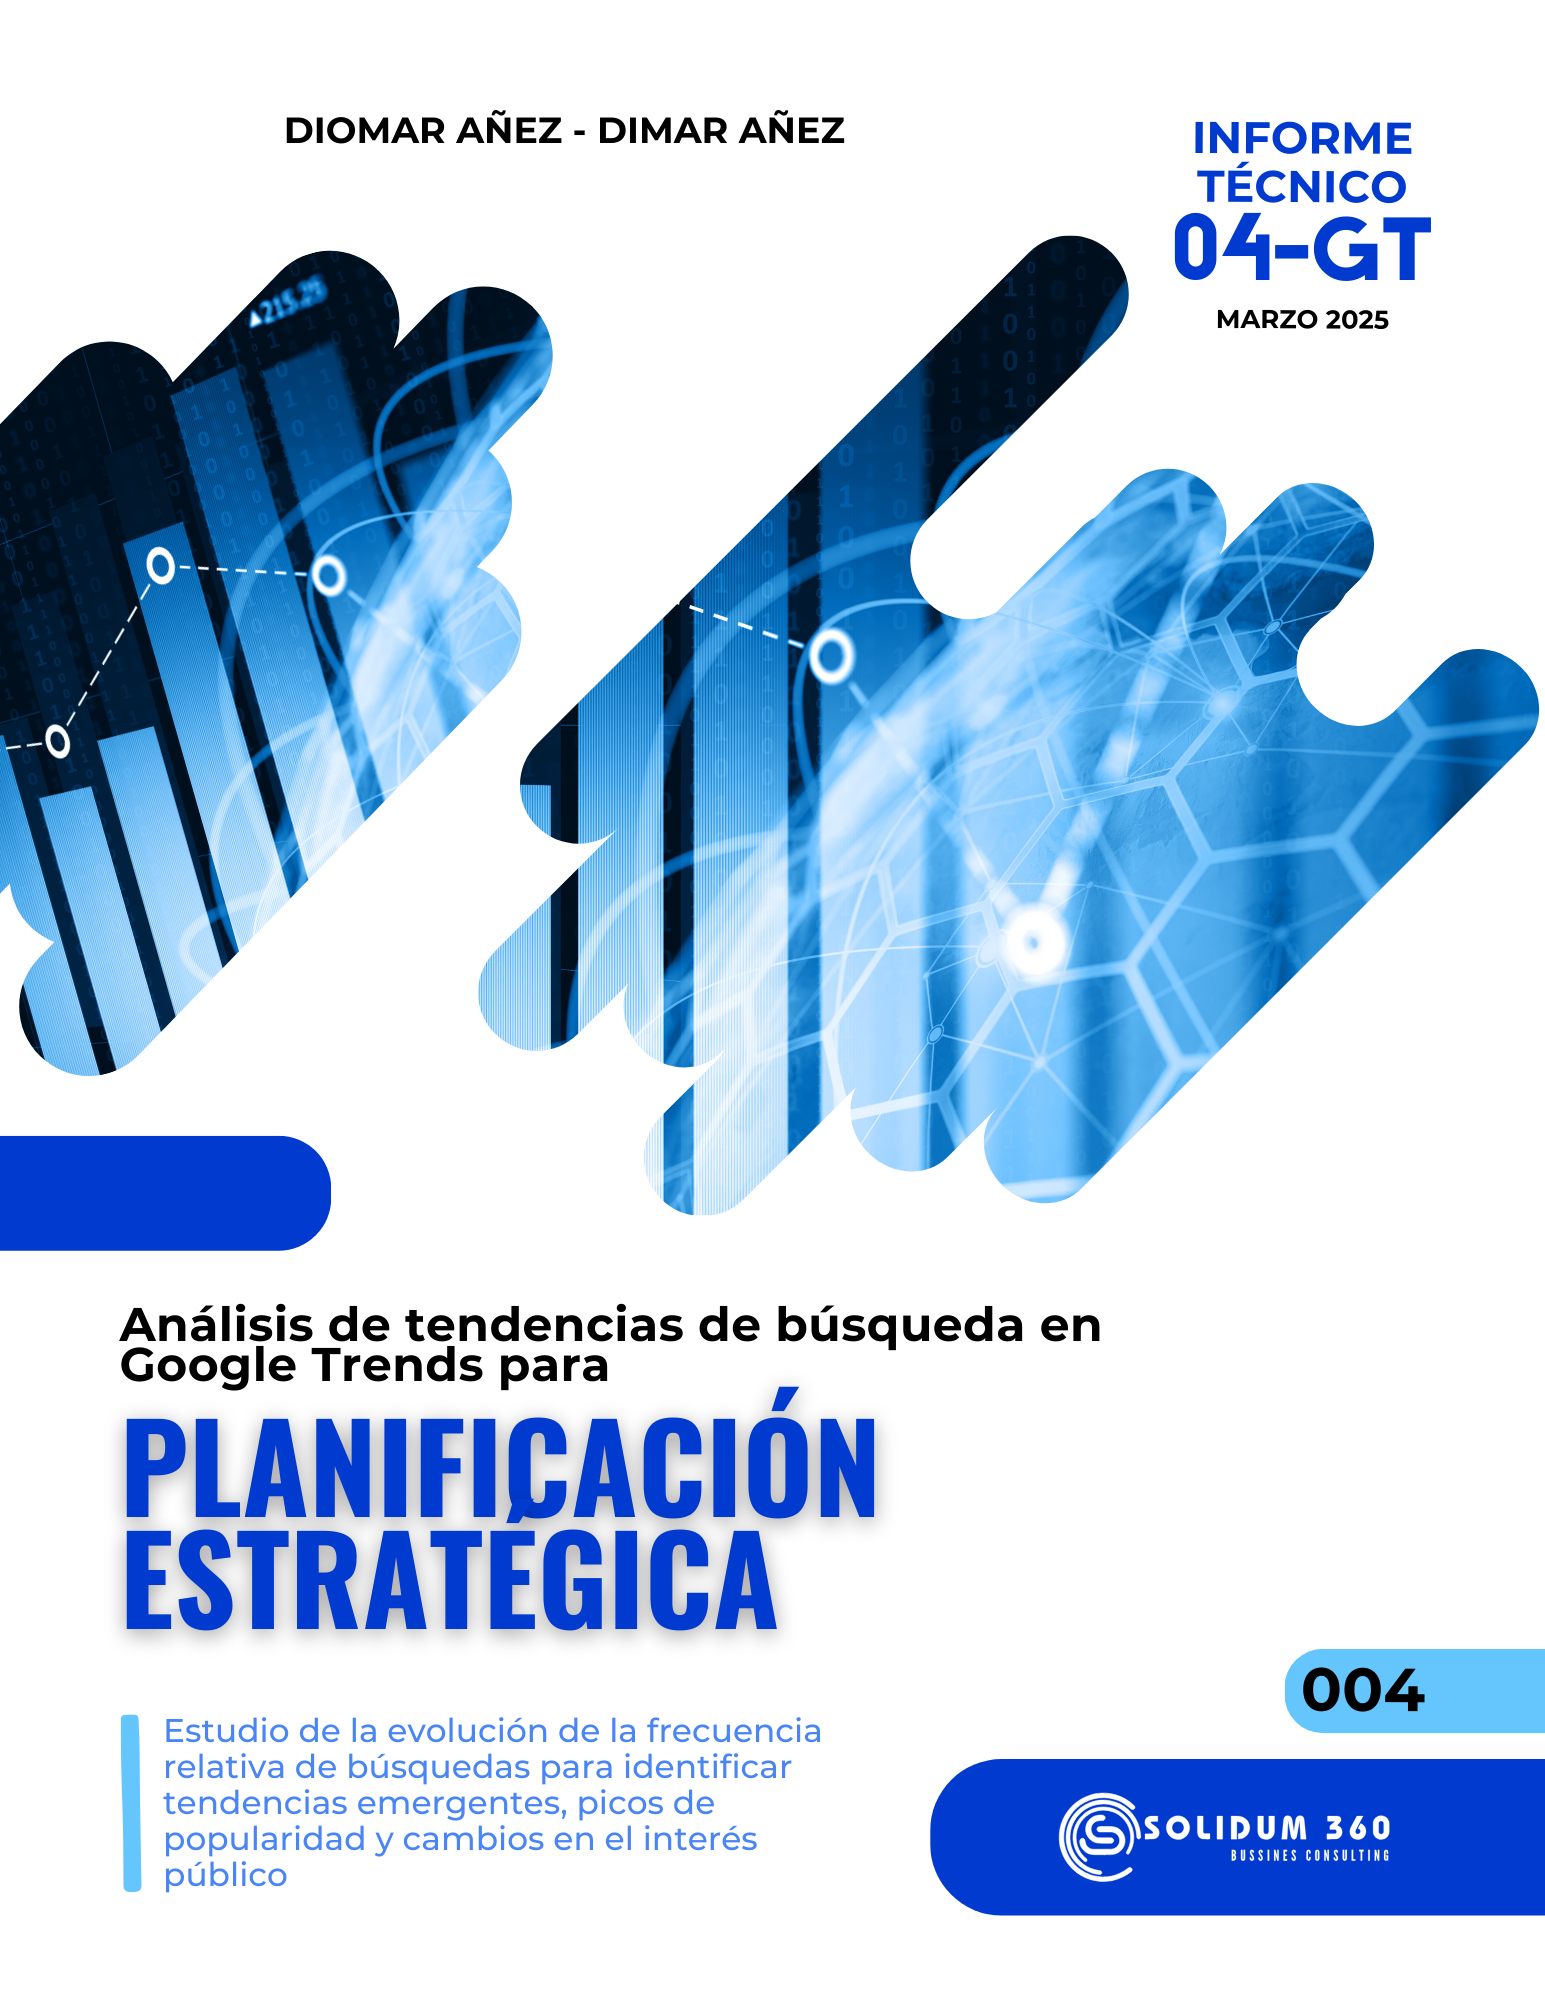 DIOMAR AÑEZ - DIMAR AÑEZ
INFORME
TÉCNICO
04-GT
MARZO 2025
▲215.25
Análisis de tendencias de búsqueda en
Google Trends para
PLANIFICACIÓN
ESTRATÉGICA
Estudio de la evolución de la frecuencia
relativa de búsquedas para identificar
tendencias emergentes, picos de
popularidad y cambios en el interés
público
004
SOLIDUM 360
BUSSINES CONSULTING